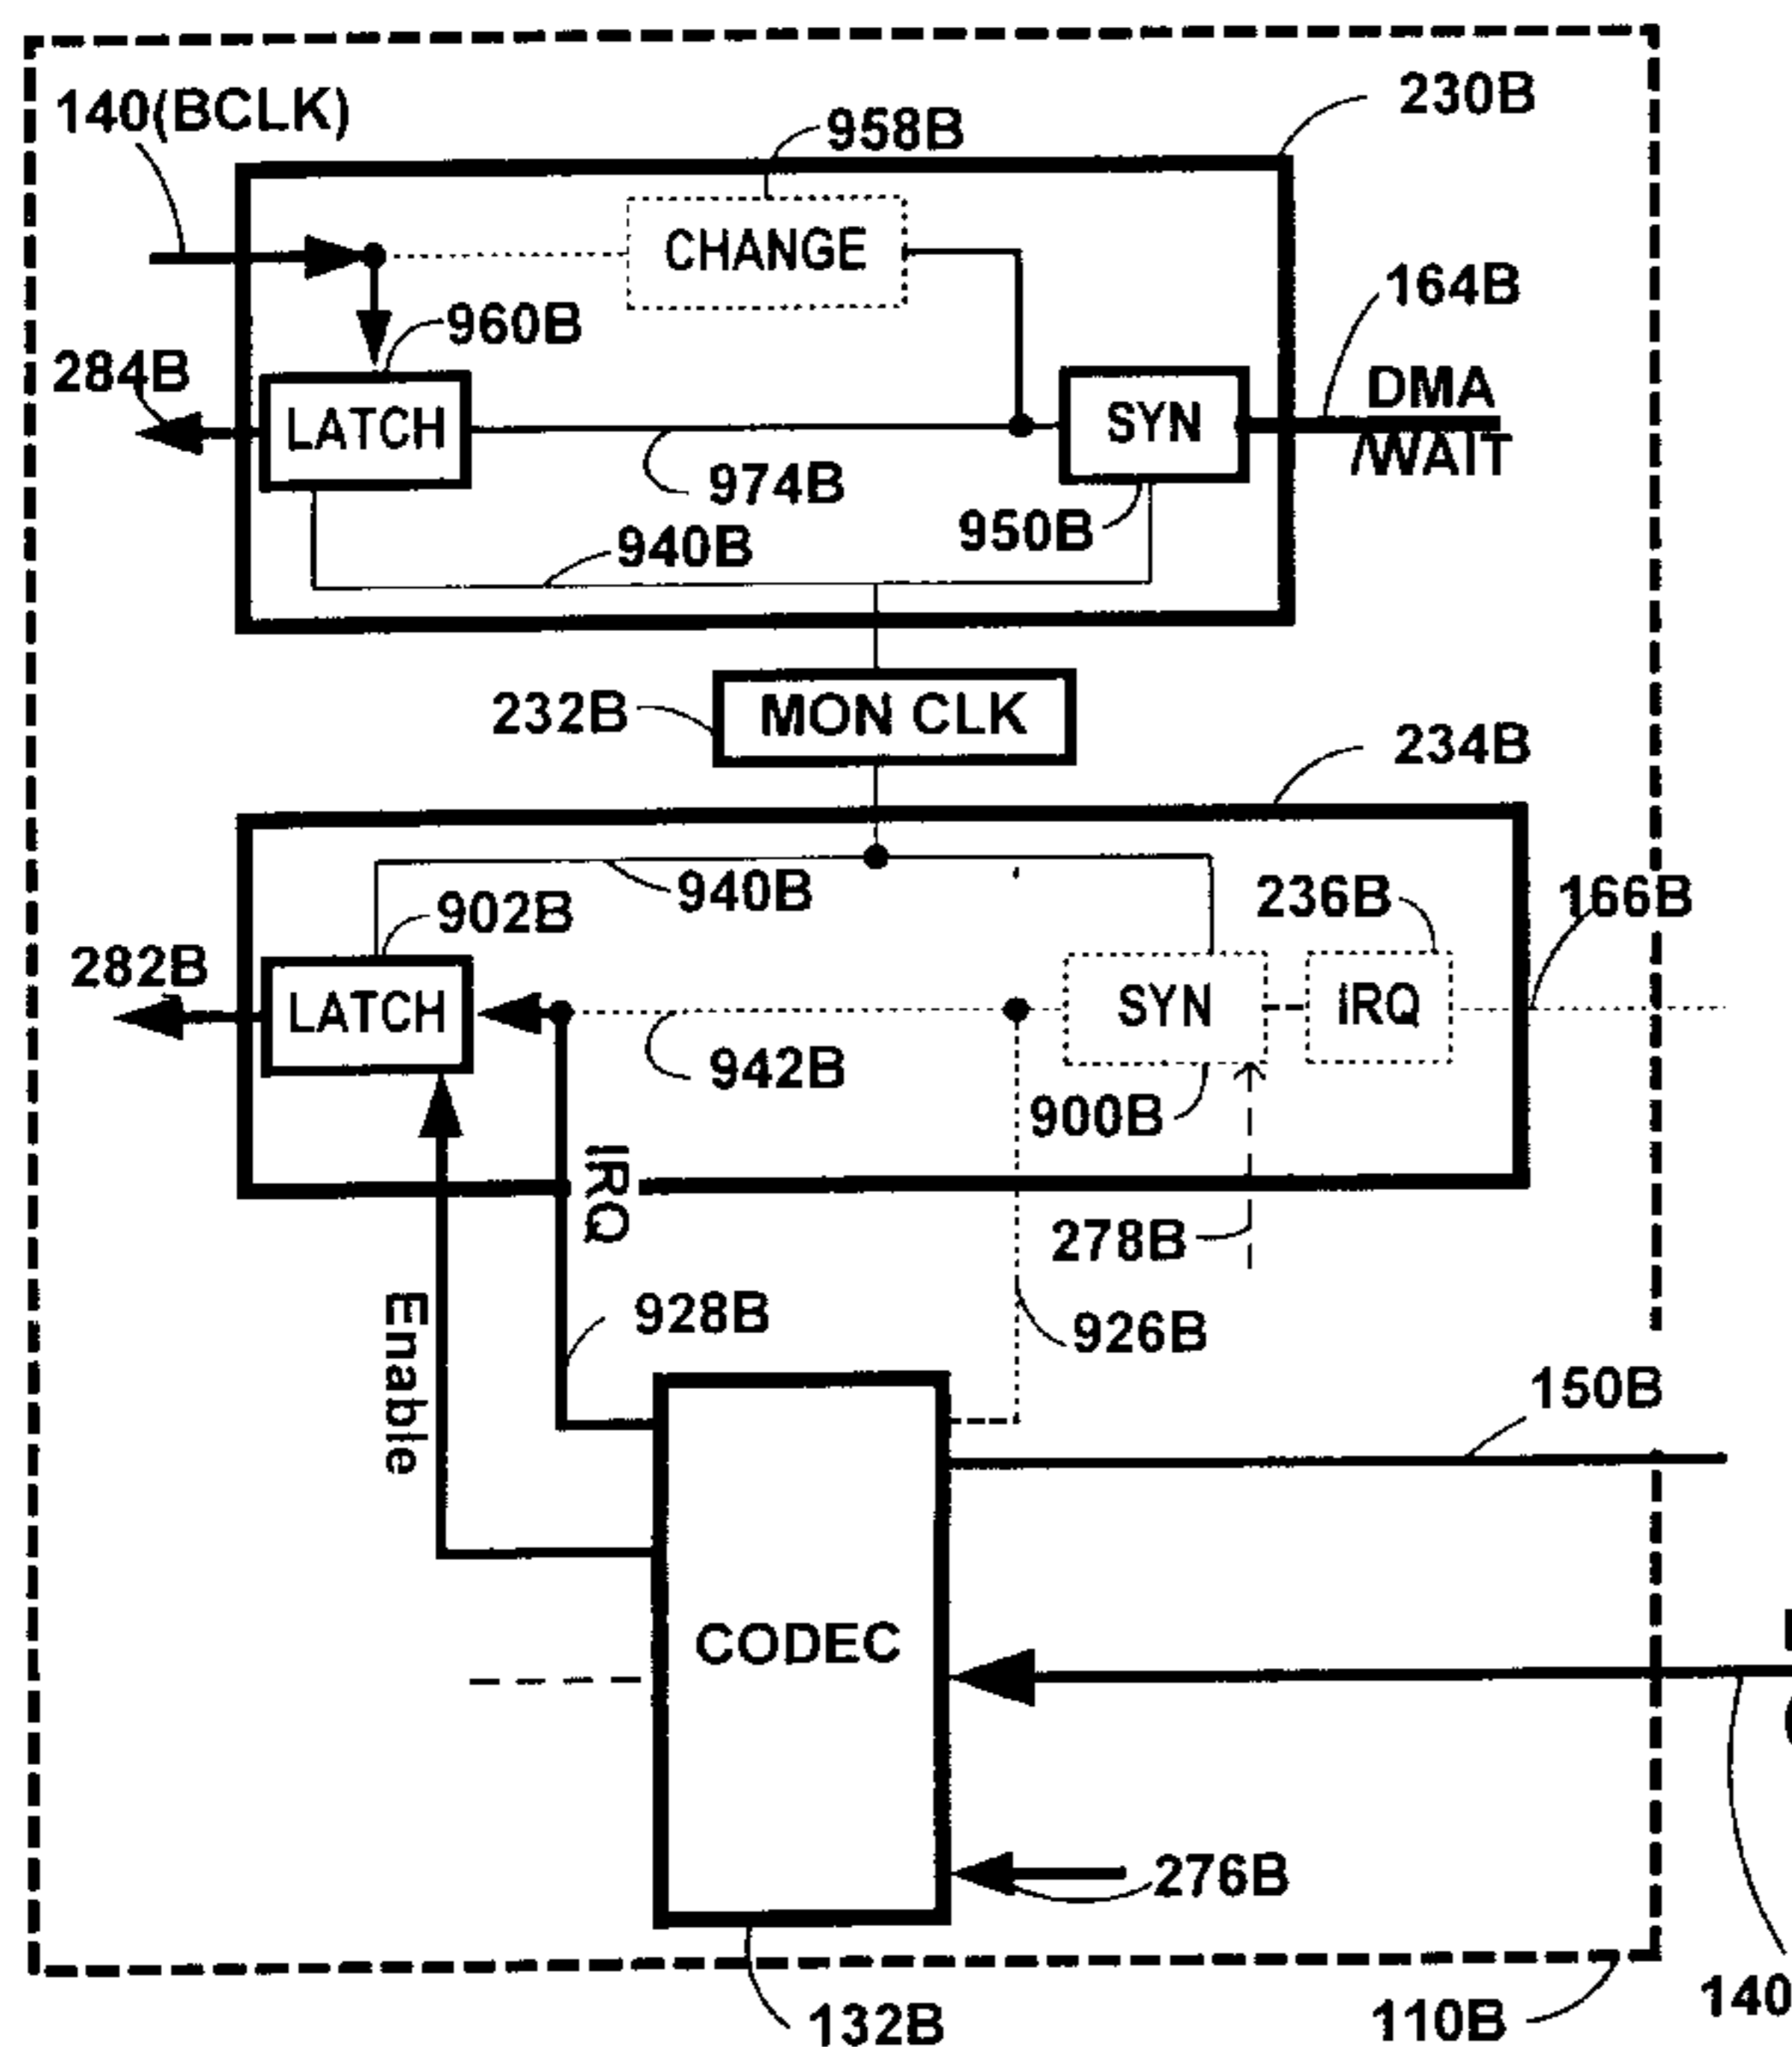 140(BCLK)
958B
230B
CHANGE
164B
960B
284B
DMA
/WAIT
LATCH
SYN
974B
950B
940B
232B
MON CLK
234B
940B
236B
166B
902B
282B
LATCH
SYN
IRQ
942B
900B
IRQ
278B
Enable
928B
926B
150B
CODEC
276B
140
110B
132B